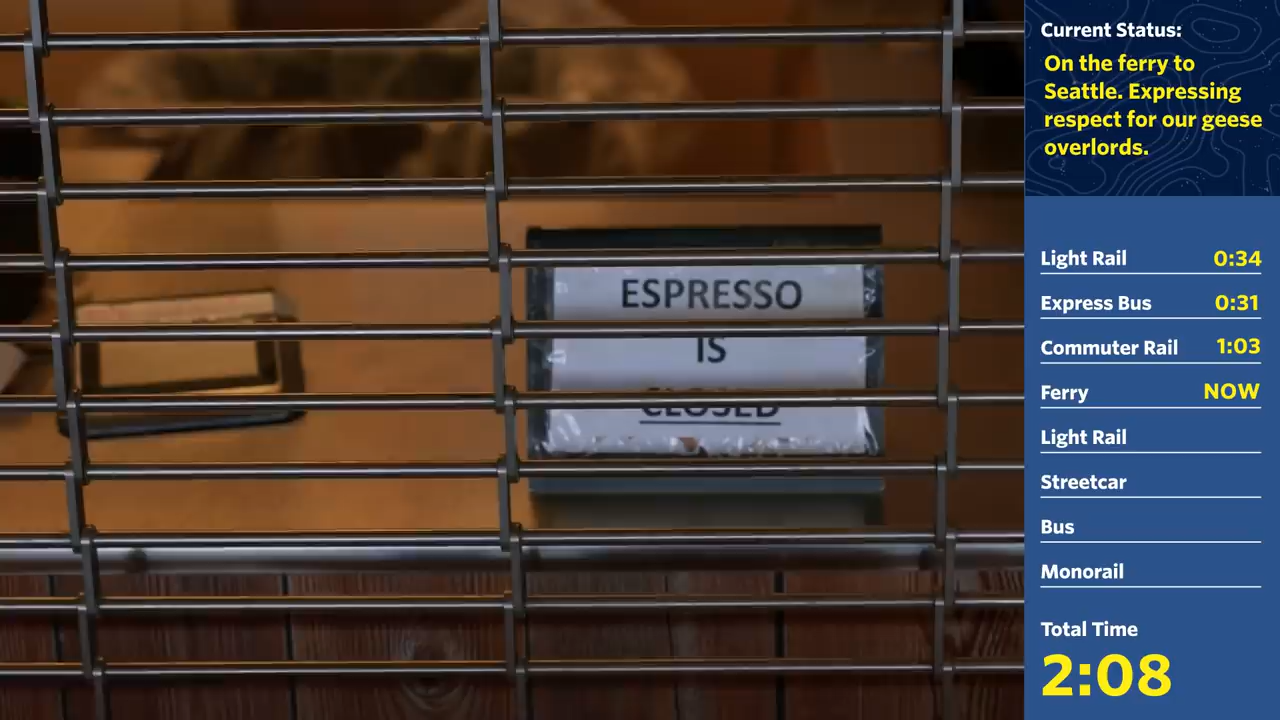 ESPRESSO
IS
CLOSED
Current Status:
On the ferry to
Seattle. Expressing
respect for our geese
overlords.
Light Rail 0:34
Express Bus 0:31
Commuter Rail 1:03
Ferry NOW
Light Rail
Streetcar
Bus
Monorail
Total Time
2:08